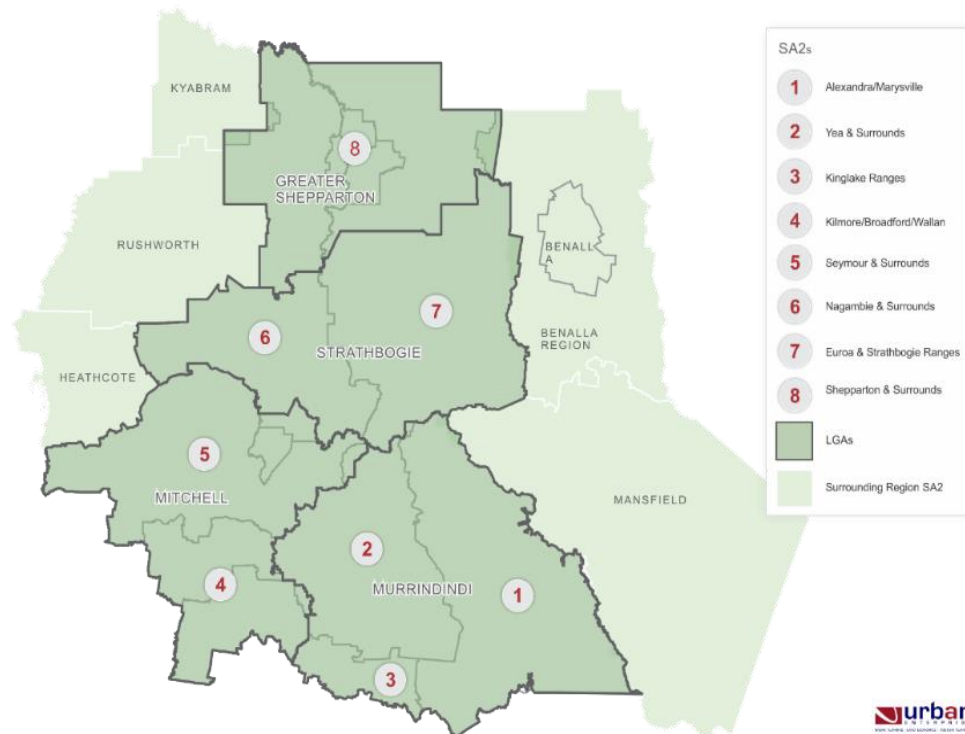 KYABRAM
8
GREATER
SHEPPARTON
RUSHWORTH
BENALL
A
7
6
STRATHBOGIE
BENALLA
REGION
HEATHCOTE
5
MITCHELL
MANSFIELD
2
4
MURRINDINDI
1
3
SA2s
1 Alexandra/Marysville
2 Yea & Surrounds
3 Kinglake Ranges
4 Kilmore/Broadford/Wallan
5 Seymour & Surrounds
6 Nagambie & Surrounds
7 Euroa & Strathbogie Ranges
8 Shepparton & Surrounds
LGAs
Surrounding Region SA2
urban
ENTERPRISE